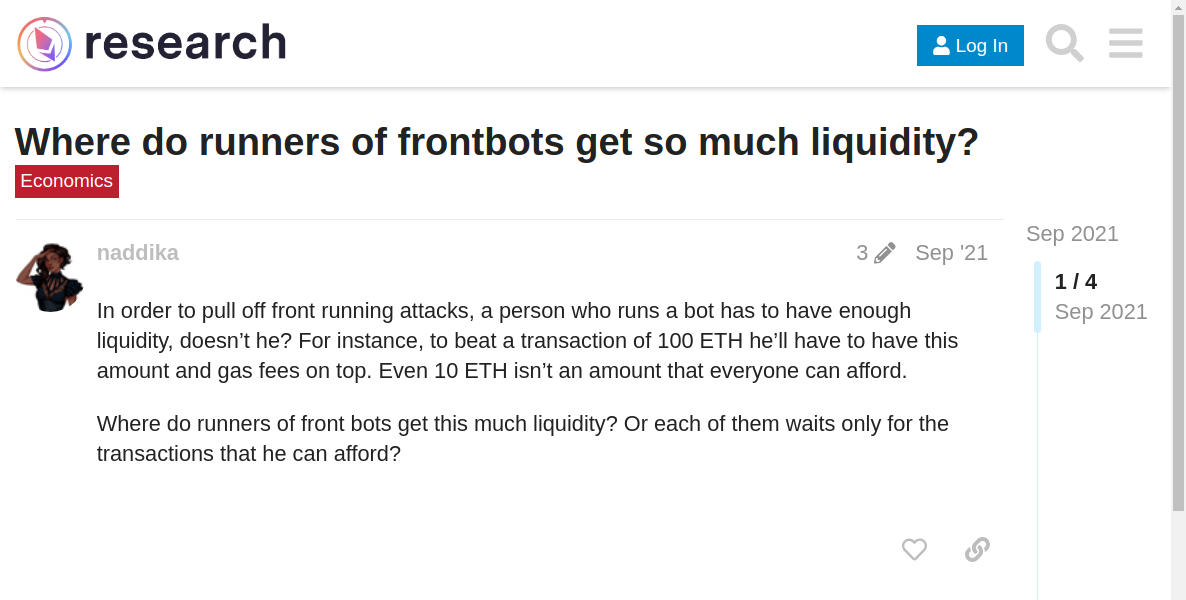 research
Log In
Where do runners of frontbots get so much liquidity?
Economics
naddika
3
Sep '21
In order to pull off front running attacks, a person who runs a bot has to have enough
liquidity, doesn’t he? For instance, to beat a transaction of 100 ETH he’ll have to have this
amount and gas fees on top. Even 10 ETH isn’t an amount that everyone can afford.
Where do runners of front bots get this much liquidity? Or each of them waits only for the
transactions that he can afford?
Sep 2021
1 / 4
Sep 2021